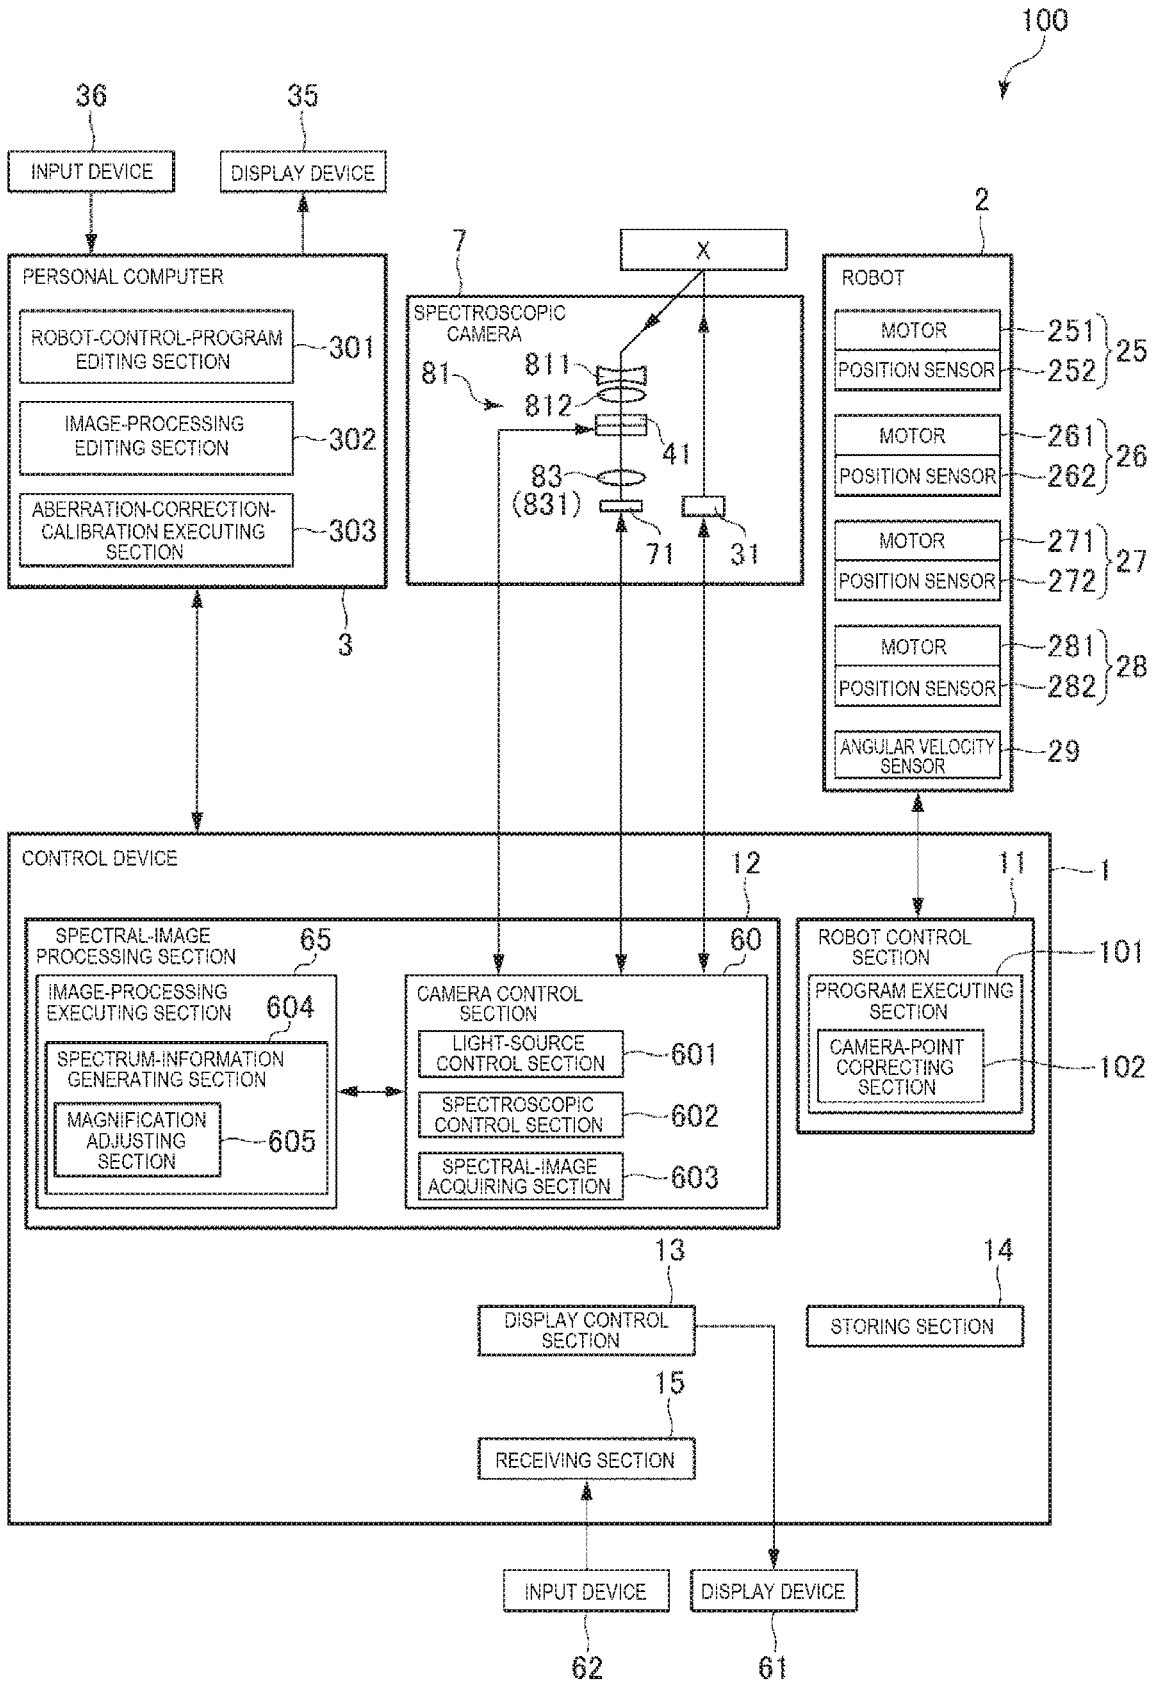 100
36
35
INPUT DEVICE
DISPLAY DEVICE
PERSONAL COMPUTER
ROBOT-CONTROL-PROGRAM
EDITING SECTION
301
IMAGE-PROCESSING
EDITING SECTION
302
ABERRATION-CORRECTION-
CALIBRATION EXECUTING
SECTION
303
3
7
X
SPECTROSCOPIC
CAMERA
81
811
812
41
83
(831)
71
31
2
ROBOT
MOTOR
251
POSITION SENSOR
252
25
MOTOR
261
POSITION SENSOR
262
26
MOTOR
271
POSITION SENSOR
272
27
MOTOR
281
POSITION SENSOR
282
28
ANGULAR VELOCITY
SENSOR
29
CONTROL DEVICE
1
12
SPECTRAL-IMAGE
PROCESSING SECTION
65
IMAGE-PROCESSING
EXECUTING SECTION
604
SPECTRUM-INFORMATION
GENERATING SECTION
MAGNIFICATION
ADJUSTING
SECTION
605
60
CAMERA CONTROL
SECTION
LIGHT-SOURCE
CONTROL SECTION
601
SPECTROSCOPIC
CONTROL SECTION
602
SPECTRAL-IMAGE
ACQUIRING SECTION
603
11
ROBOT CONTROL
SECTION
101
PROGRAM EXECUTING
SECTION
CAMERA-POINT
CORRECTING
SECTION
102
13
DISPLAY CONTROL
SECTION
14
STORING SECTION
15
RECEIVING SECTION
INPUT DEVICE
DISPLAY DEVICE
62
61